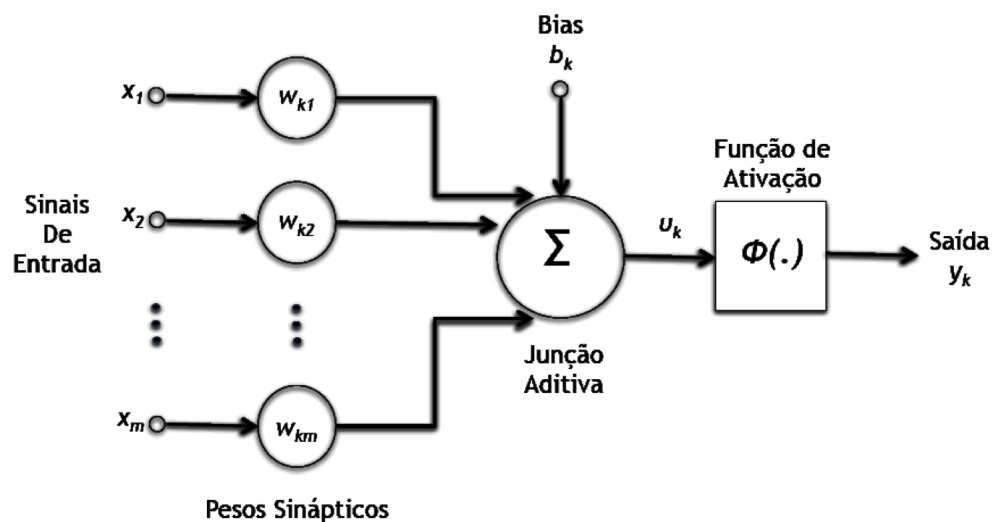 Bias
b_k
x_1
w_k1
Função de
Ativação
Sinais
De
Entrada
x_2
w_k2
Σ
υ_k
Φ(.)
Saída
y_k
Junção
Aditiva
x_m
w_km
Pesos Sinápticos